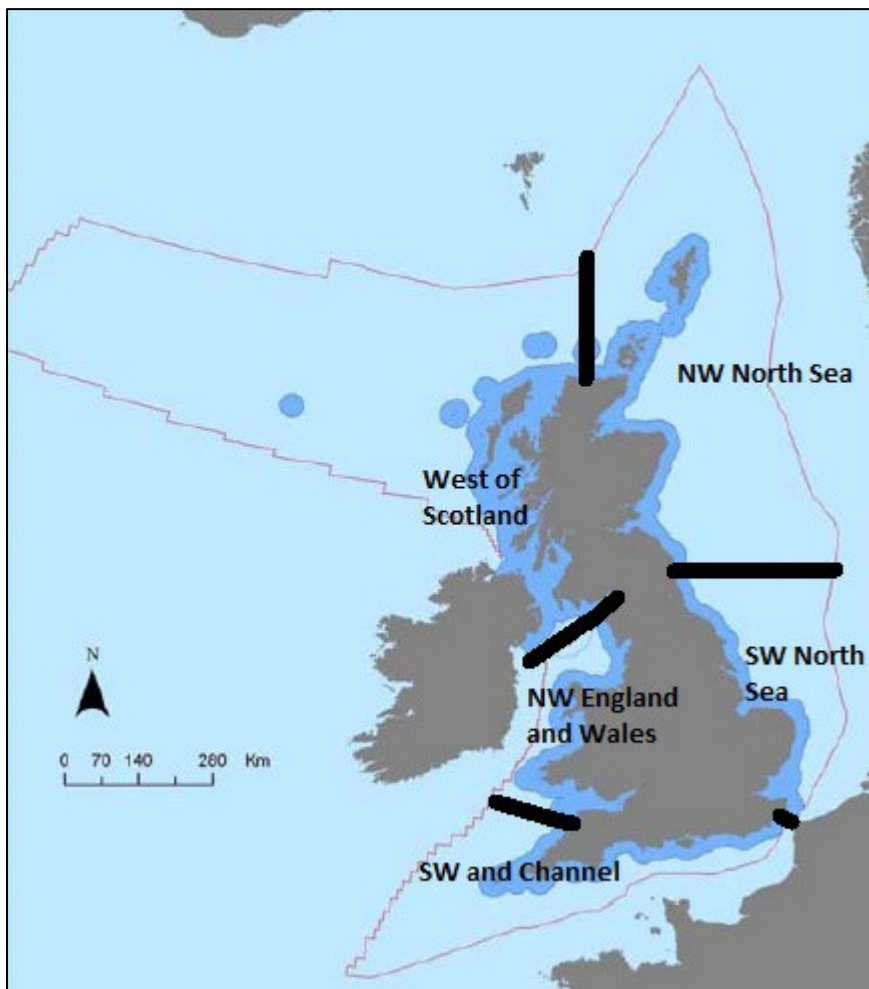 NW North Sea
West of
Scotland
SW North
Sea
N
NW England
and Wales
0 70 140 280 Km
SW and Channel